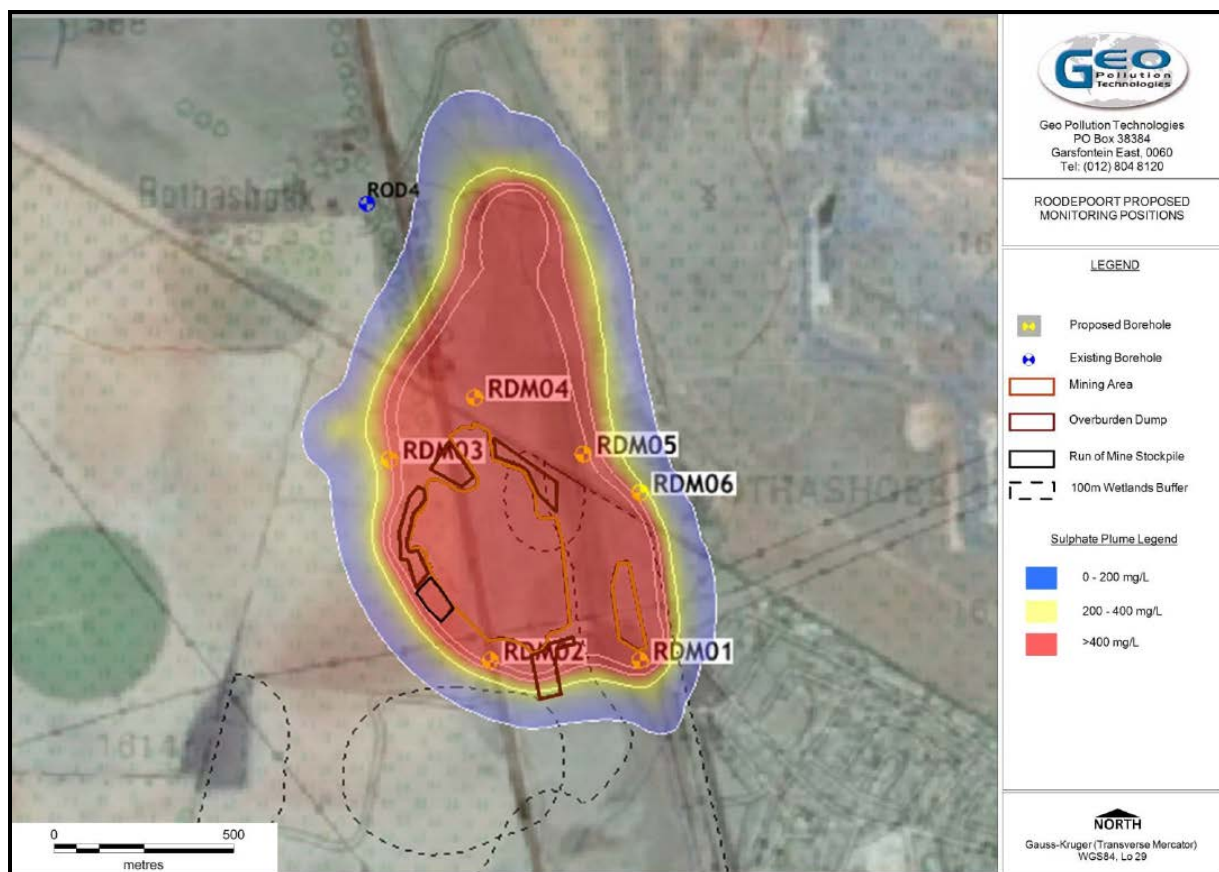 ROD4
RDM04
RDM03
RDM05
RDM06
RDM02
RDM01
0
500
metres
GEO
Pollution
Technologies
Geo Pollution Technologies
PO Box 38384
Garsfontein East, 0060
Tel: (012) 804 8120
ROODEPOORT PROPOSED
MONITORING POSITIONS
LEGEND
Proposed Borehole
Existing Borehole
Mining Area
Overburden Dump
Run of Mine Stockpile
100m Wetlands Buffer
Sulphate Plume Legend
0 - 200 mg/L
200 - 400 mg/L
>400 mg/L
NORTH
Gauss-Kruger (Transverse Mercator)
WGS84, Lo 29